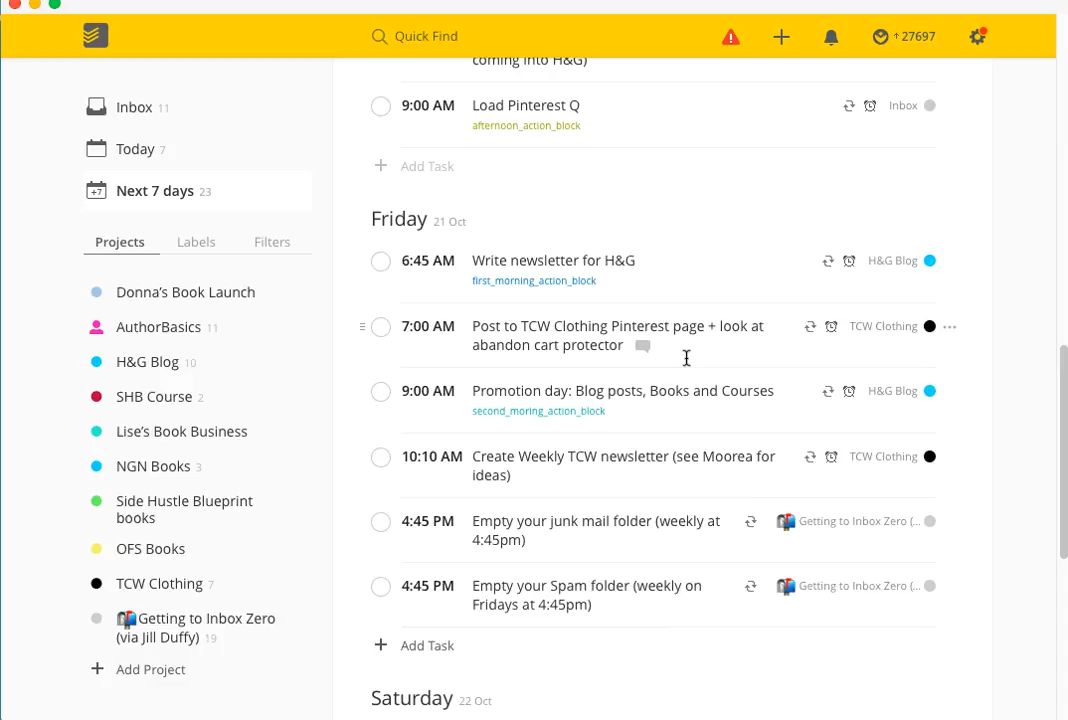 Quick Find
27697
coming into H&G)
Inbox 11
9:00 AM Load Pinterest Q Inbox
afternoon_action_block
Today 7
Add Task
+7 Next 7 days 23
Friday 21 Oct
Projects Labels Filters
6:45 AM Write newsletter for H&G H&G Blog
first_morning_action_block
Donna's Book Launch
AuthorBasics 11
7:00 AM Post to TCW Clothing Pinterest page + look at TCW Clothing
abandon cart protector
H&G Blog 10
9:00 AM Promotion day: Blog posts, Books and Courses H&G Blog
second_moring_action_block
SHB Course 2
Lise's Book Business
10:10 AM Create Weekly TCW newsletter (see Moorea for TCW Clothing
ideas)
NGN Books 3
Side Hustle Blueprint
books
4:45 PM Empty your junk mail folder (weekly at Getting to Inbox Zero (...
4:45pm)
OFS Books
TCW Clothing 7
4:45 PM Empty your Spam folder (weekly on Getting to Inbox Zero (...
Fridays at 4:45pm)
Getting to Inbox Zero
(via Jill Duffy) 19
Add Task
Add Project
Saturday 22 Oct